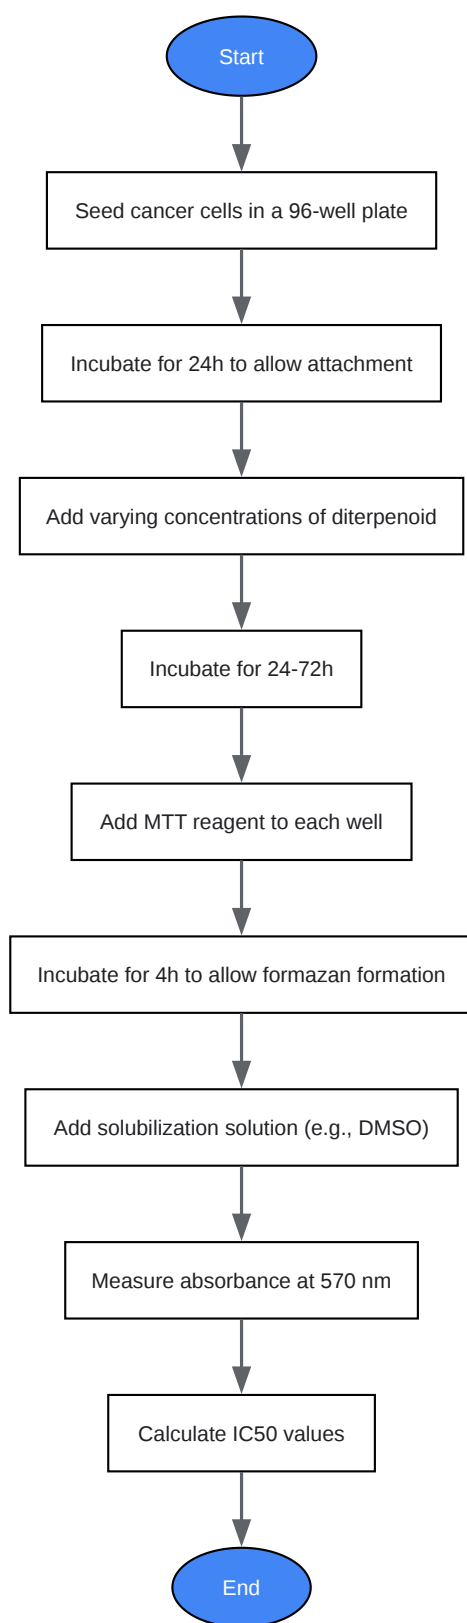 Start
Seed cancer cells in a 96-well plate
Incubate for 24h to allow attachment
Add varying concentrations of diterpenoid
Incubate for 24-72h
Add MTT reagent to each well
Incubate for 4h to allow formazan formation
Add solubilization solution (e.g., DMSO)
Measure absorbance at 570 nm
Calculate IC50 values
End